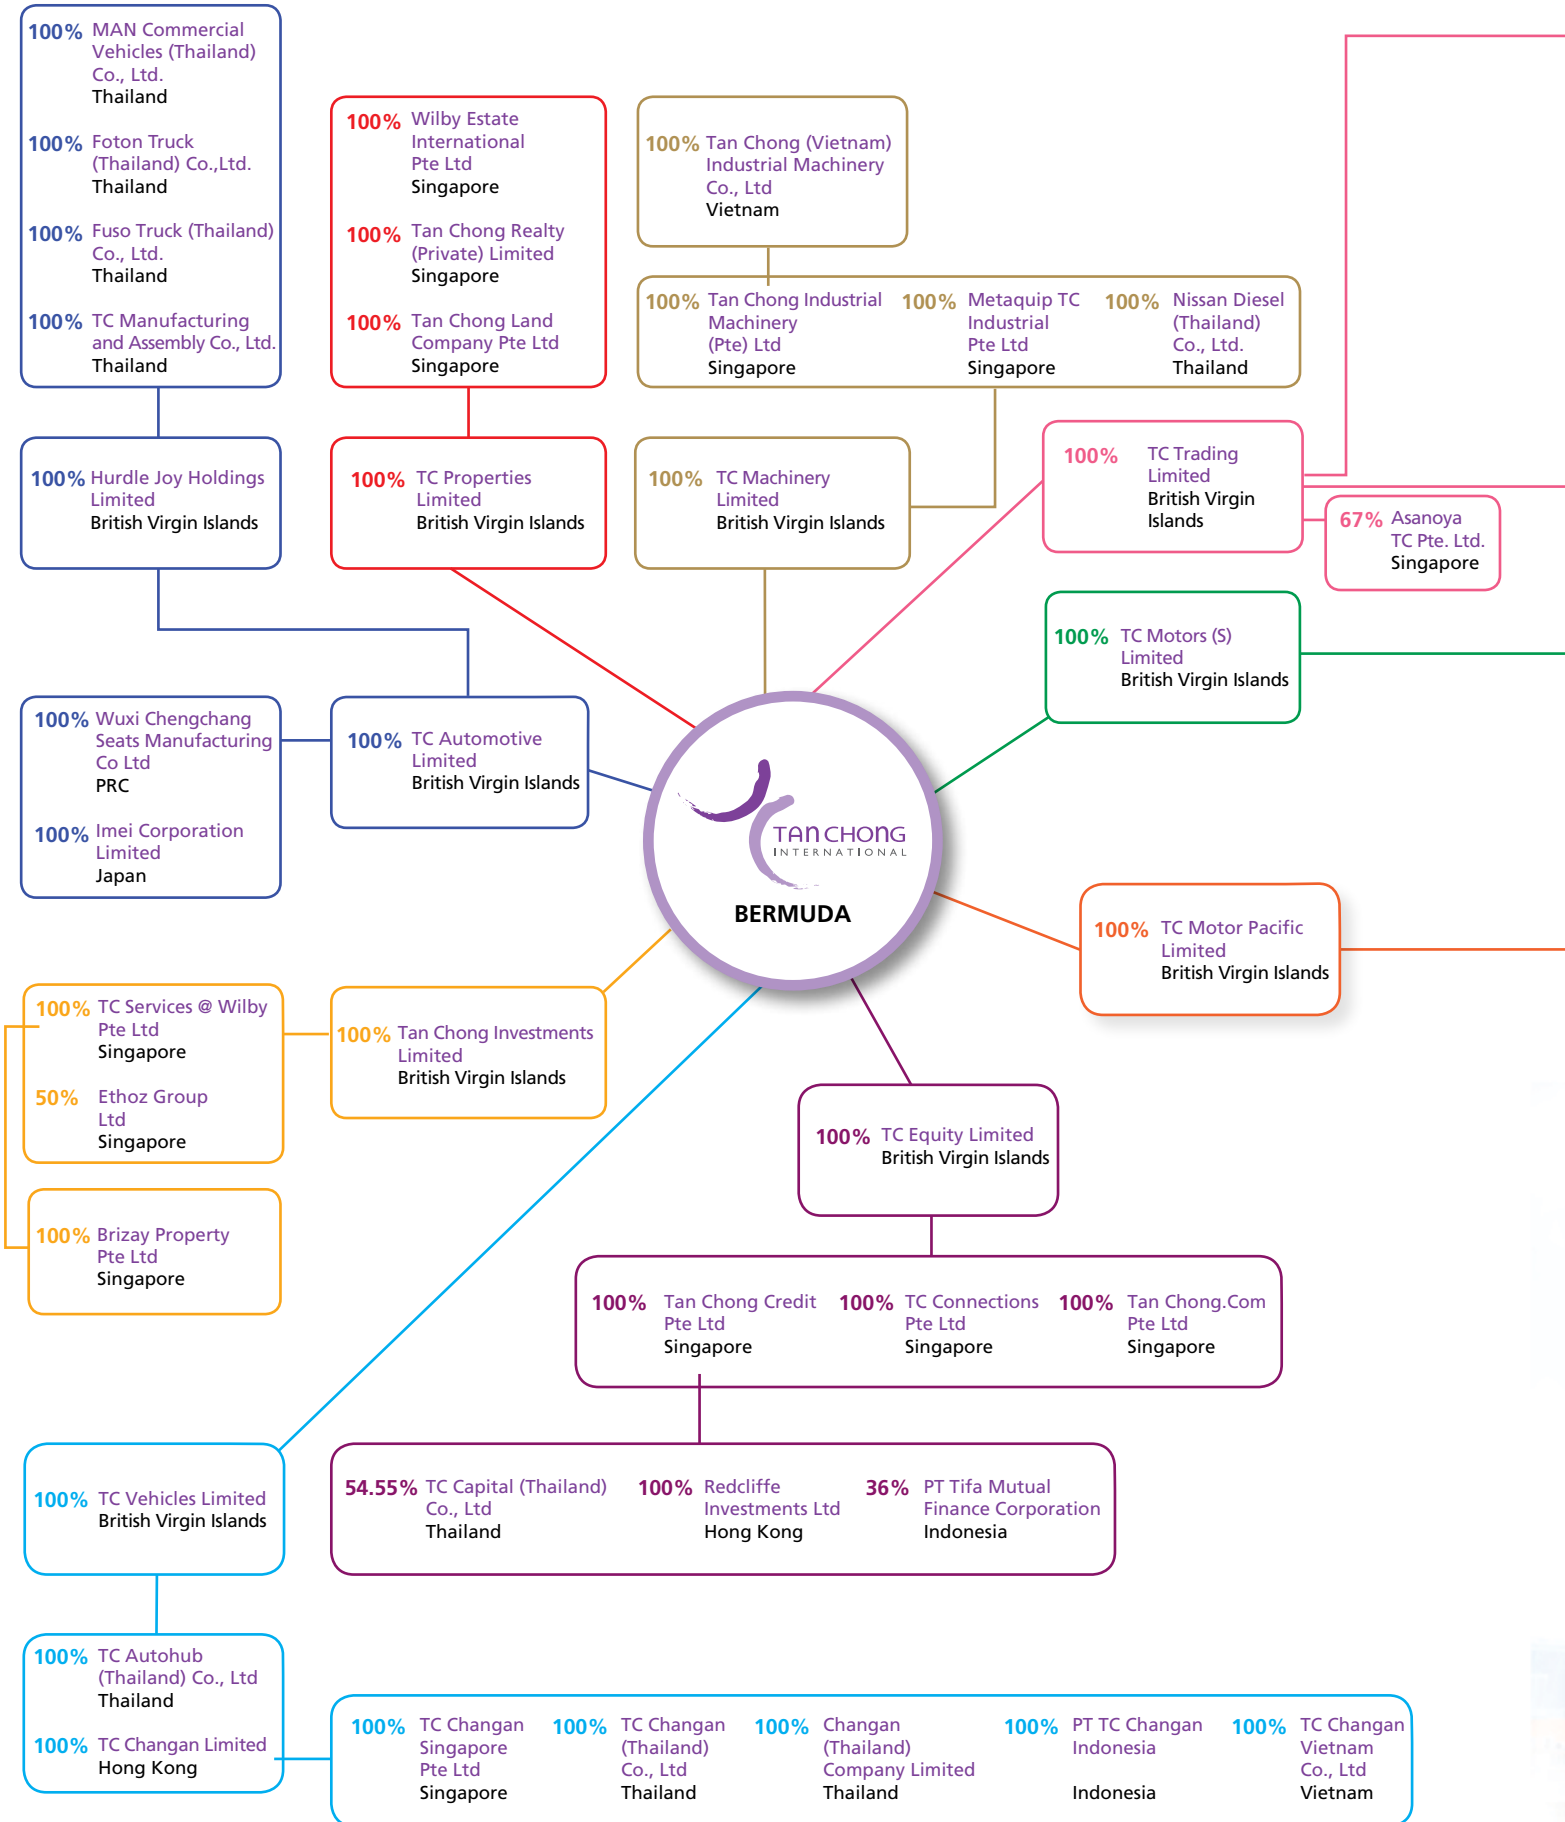 100% MAN Commercial
Vehicles (Thailand)
Co., Ltd.
Thailand
100% Foton Truck
(Thailand) Co.,Ltd.
Thailand
100% Fuso Truck (Thailand)
Co., Ltd.
Thailand
100% TC Manufacturing
and Assembly Co., Ltd.
Thailand
100% Wilby Estate
International
Pte Ltd
Singapore
100% Tan Chong Realty
(Private) Limited
Singapore
100% Tan Chong Land
Company Pte Ltd
Singapore
100% Tan Chong (Vietnam)
Industrial Machinery
Co., Ltd
Vietnam
100% Tan Chong Industrial
Machinery
(Pte) Ltd
Singapore
100% Metaquip TC
Industrial
Pte Ltd
Singapore
100% Nissan Diesel
(Thailand)
Co., Ltd.
Thailand
100% Hurdle Joy Holdings
Limited
British Virgin Islands
100% TC Properties
Limited
British Virgin Islands
100% TC Machinery
Limited
British Virgin Islands
100% TC Trading
Limited
British Virgin
Islands
67% Asanoya
TC Pte. Ltd.
Singapore
100% TC Motors (S)
Limited
British Virgin Islands
100% Wuxi Chengchang
Seats Manufacturing
Co Ltd
PRC
100% Imei Corporation
Limited
Japan
100% TC Automotive
Limited
British Virgin Islands
TAN CHONG
INTERNATIONAL
BERMUDA
100% TC Motor Pacific
Limited
British Virgin Islands
100% TC Services @ Wilby
Pte Ltd
Singapore
50% Ethoz Group
Ltd
Singapore
100% Tan Chong Investments
Limited
British Virgin Islands
100% Brizay Property
Pte Ltd
Singapore
100% TC Equity Limited
British Virgin Islands
100% Tan Chong Credit
Pte Ltd
Singapore
100% TC Connections
Pte Ltd
Singapore
100% Tan Chong.Com
Pte Ltd
Singapore
100% TC Vehicles Limited
British Virgin Islands
54.55% TC Capital (Thailand)
Co., Ltd
Thailand
100% Redcliffe
Investments Ltd
Hong Kong
36% PT Tifa Mutual
Finance Corporation
Indonesia
100% TC Autohub
(Thailand) Co., Ltd
Thailand
100% TC Changan Limited
Hong Kong
100% TC Changan
Singapore
Pte Ltd
Singapore
100% TC Changan
(Thailand)
Co., Ltd
Thailand
100% Changan
(Thailand)
Company Limited
Thailand
100% PT TC Changan
Indonesia
Indonesia
100% TC Changan
Vietnam
Co., Ltd
Vietnam